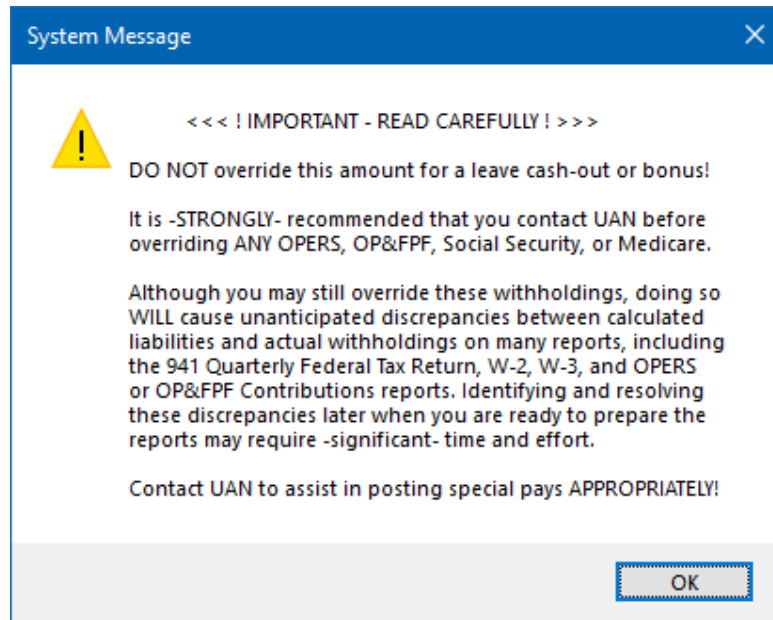 System Message
<<< ! IMPORTANT - READ CAREFULLY ! >>>
DO NOT override this amount for a leave cash-out or bonus!
It is -STRONGLY- recommended that you contact UAN before
overriding ANY OPERS, OP&FPF, Social Security, or Medicare.
Although you may still override these withholdings, doing so
WILL cause unanticipated discrepancies between calculated
liabilities and actual withholdings on many reports, including
the 941 Quarterly Federal Tax Return, W-2, W-3, and OPERS
or OP&FPF Contributions reports. Identifying and resolving
these discrepancies later when you are ready to prepare the
reports may require -significant- time and effort.
Contact UAN to assist in posting special pays APPROPRIATELY!
OK